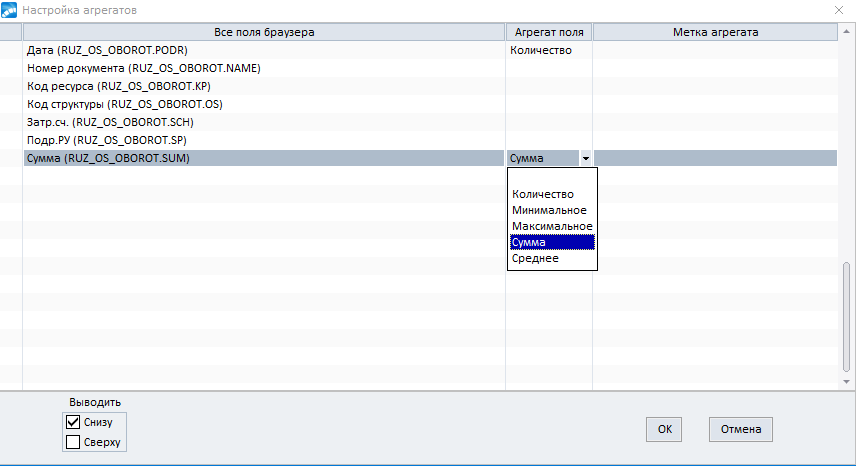 Настройка агрегатов
Все поля браузера Агрегат поля Метка агрегата
Дата (RUZ_OS_OBOROT.PODR) Количество
Номер документа (RUZ_OS_OBOROT.NAME)
Код ресурса (RUZ_OS_OBOROT.KP)
Код структуры (RUZ_OS_OBOROT.OS)
Затр.сч. (RUZ_OS_OBOROT.SCH)
Подр.РУ (RUZ_OS_OBOROT.SP)
Сумма (RUZ_OS_OBOROT.SUM) Сумма
Количество
Минимальное
Максимальное
Сумма
Среднее
Выводить
Снизу
Сверху
ОК
Отмена